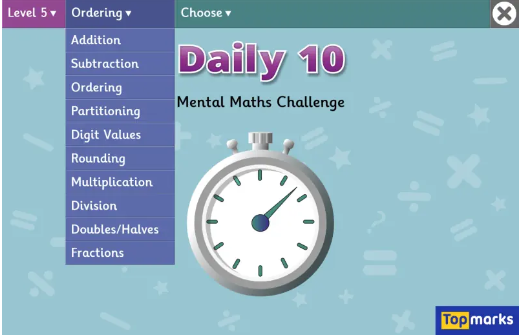 Level 5 ▾ Ordering ▾ Choose ▾
Addition
Subtraction
Ordering
Partitioning
Digit Values
Rounding
Multiplication
Division
Doubles/Halves
Fractions
Daily 10
Mental Maths Challenge
Topmarks